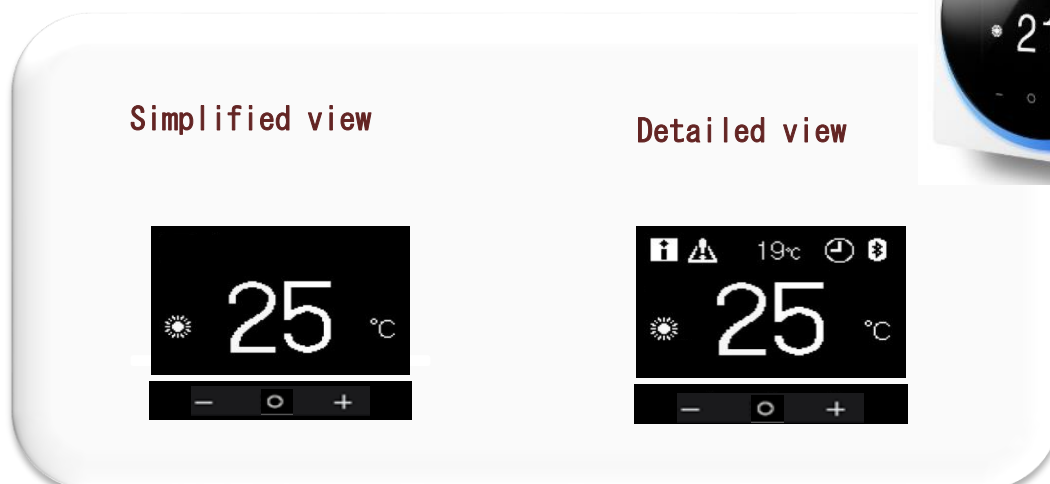 21
Simplified view
Detailed view
19℃
25 ℃
25 ℃
− ○ +
− ○ +